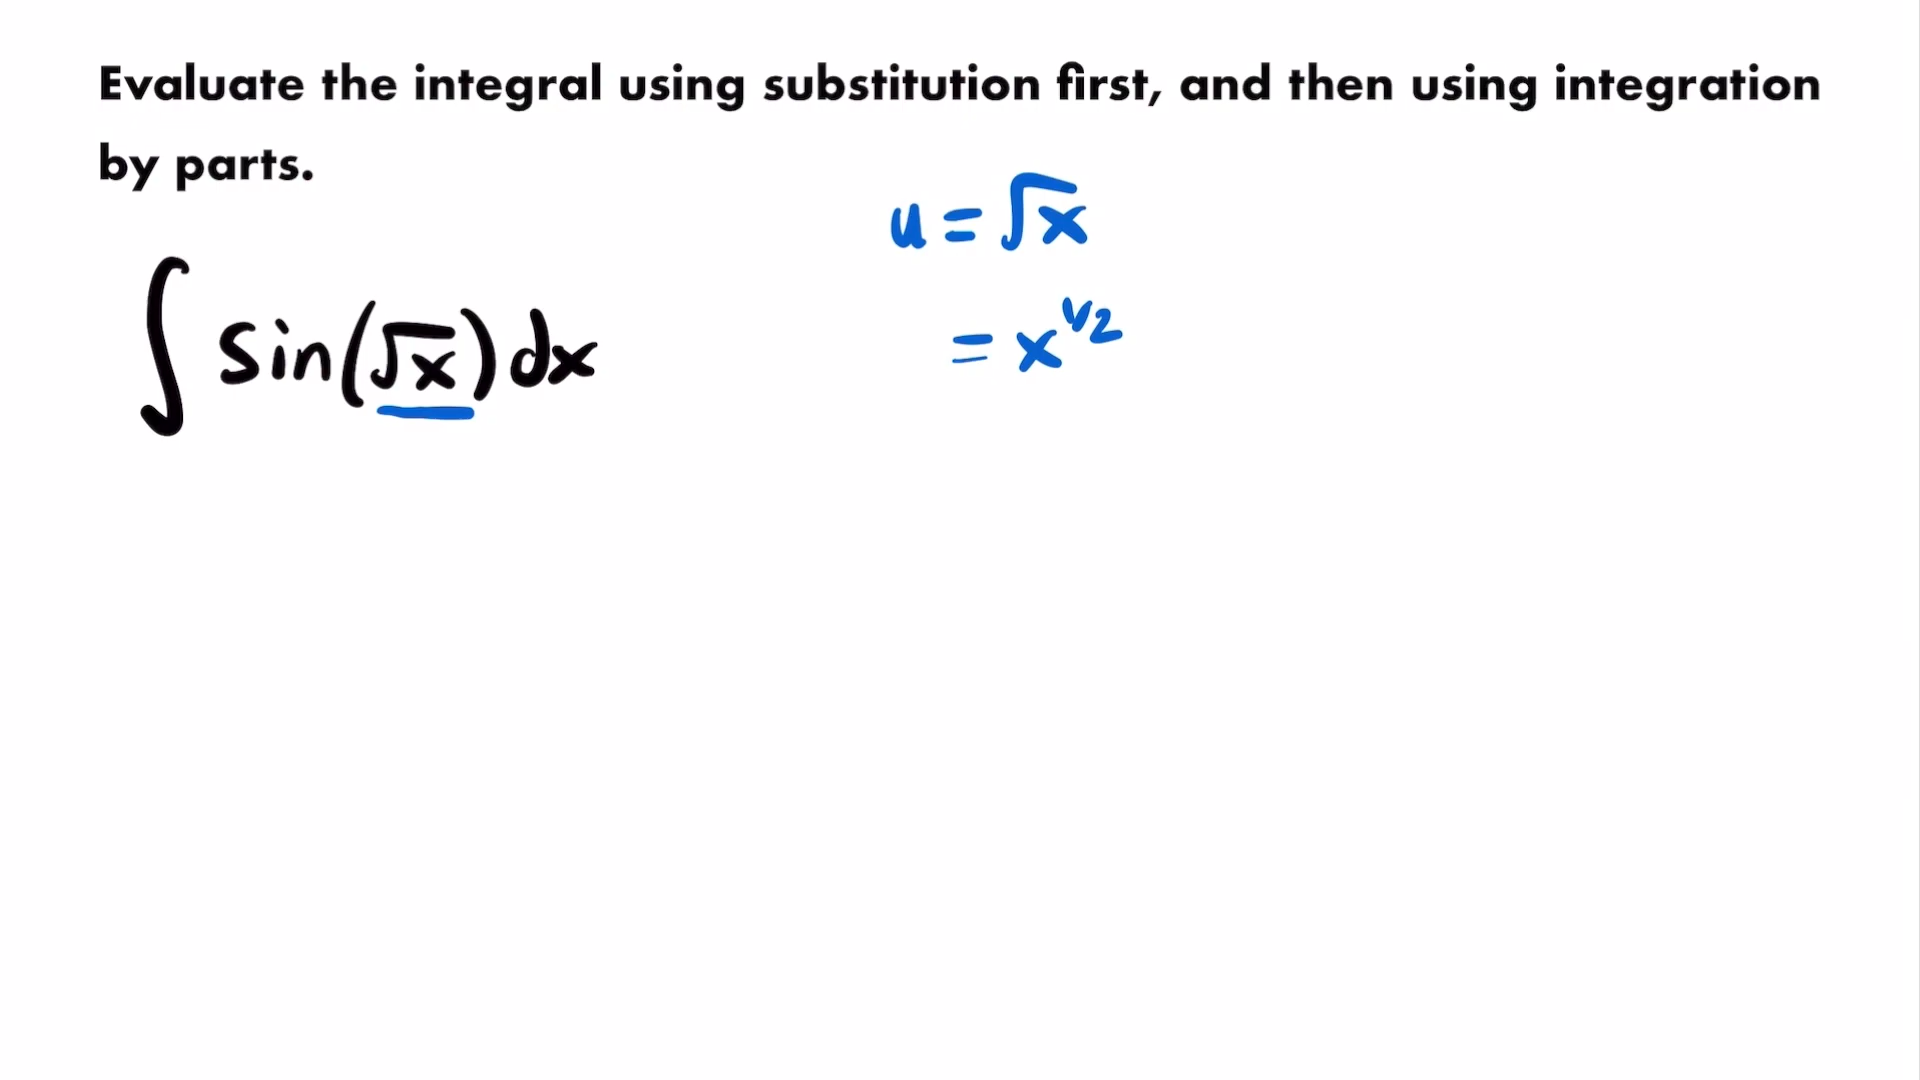 Evaluate the integral using substitution first, and then using integration
by parts.
u = √x
= x^1/2
∫ sin(√x) dx